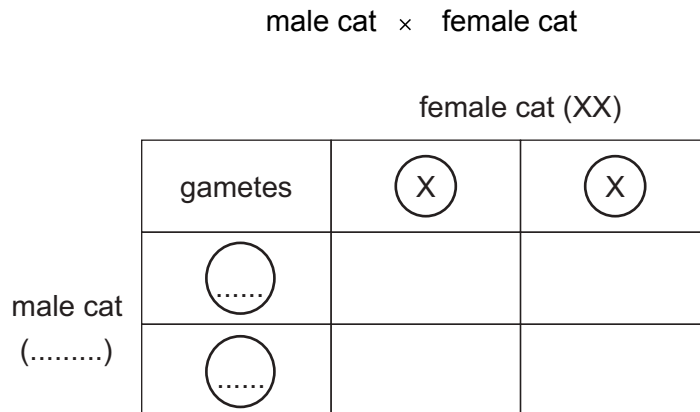 male cat × female cat
female cat (XX)
gametes X X
......
male cat
(.........)
......